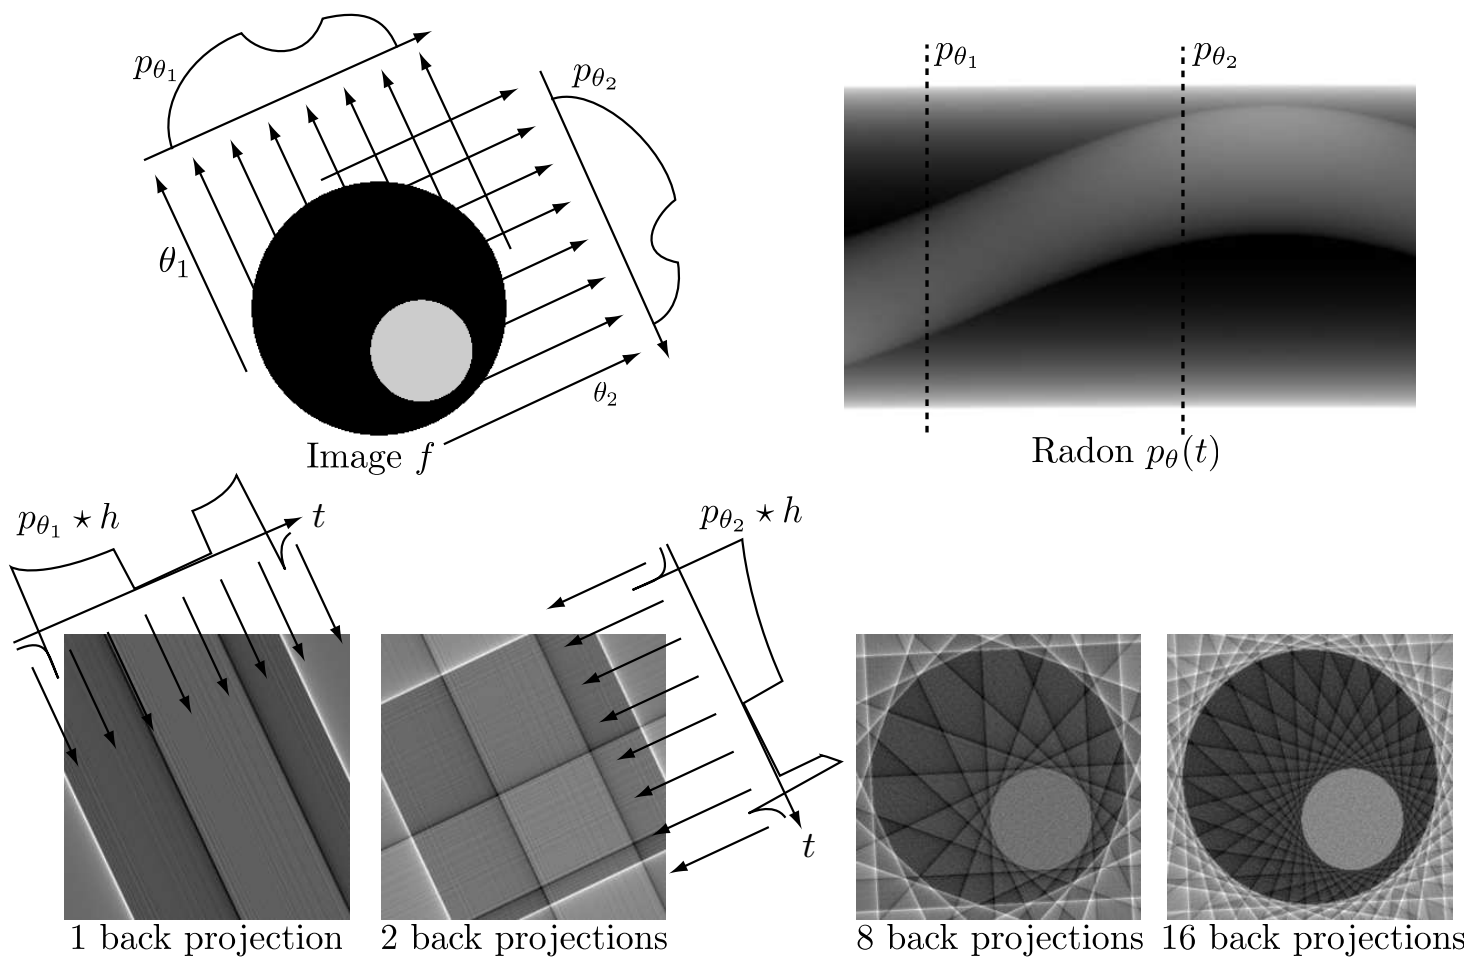 p_{θ_1}
p_{θ_2}
θ_1
θ_2
Image f
p_{θ_1}
p_{θ_2}
Radon p_θ(t)
p_{θ_1} ⋆ h
t
p_{θ_2} ⋆ h
t
1 back projection
2 back projections
8 back projections
16 back projections